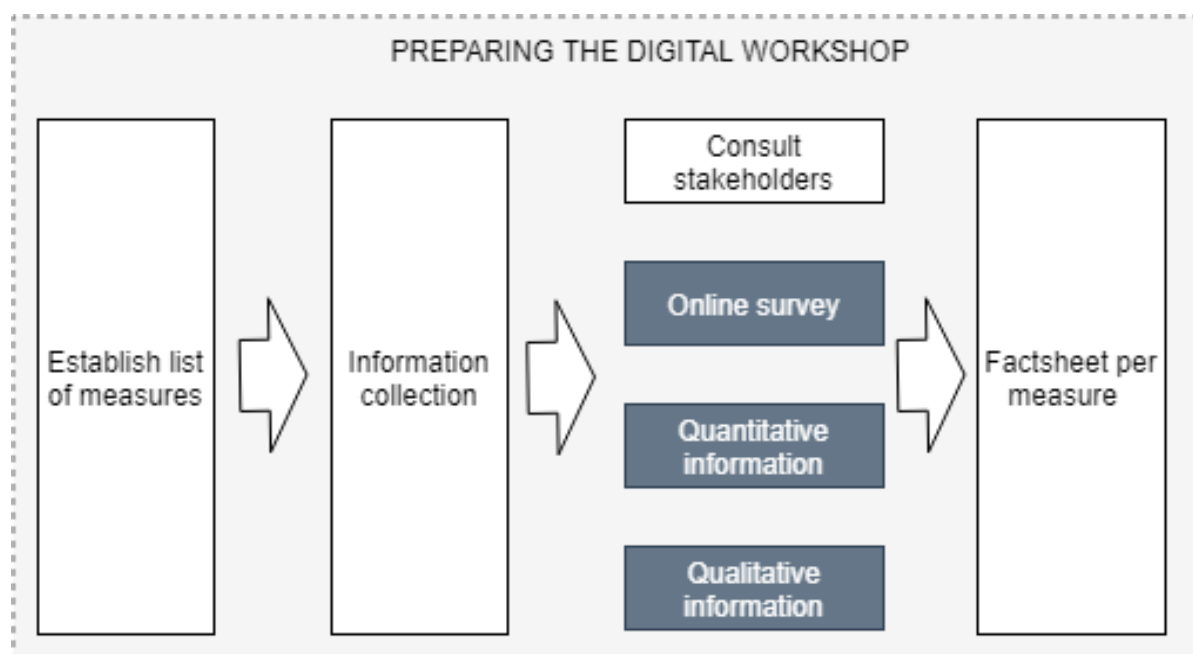 PREPARING THE DIGITAL WORKSHOP
Establish list
of measures
Information
collection
Consult
stakeholders
Online survey
Quantitative
information
Qualitative
information
Factsheet per
measure